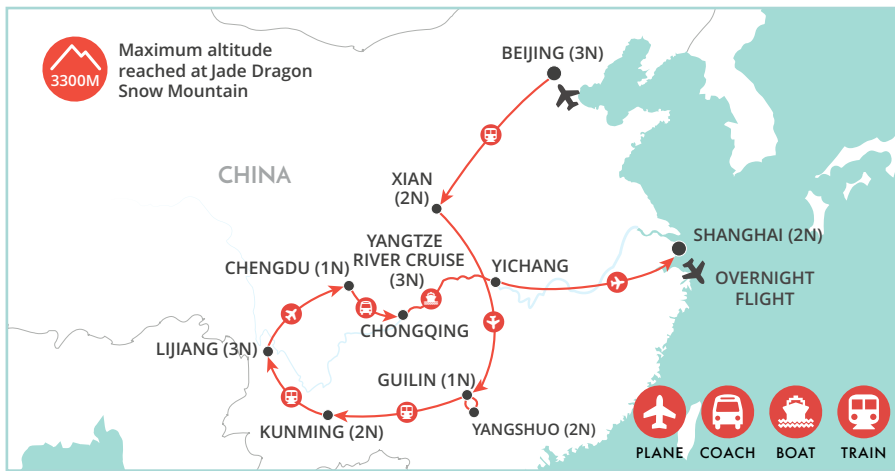 3300M
Maximum altitude
reached at Jade Dragon
Snow Mountain
BEIJING (3N)
CHINA
XIAN
(2N)
YANGTZE
RIVER CRUISE
(3N)
CHENGDU (1N)
YICHANG
SHANGHAI (2N)
OVERNIGHT
FLIGHT
CHONGQING
LIJIANG (3N)
GUILIN (1N)
KUNMING (2N)
YANGSHUO (2N)
PLANE
COACH
BOAT
TRAIN